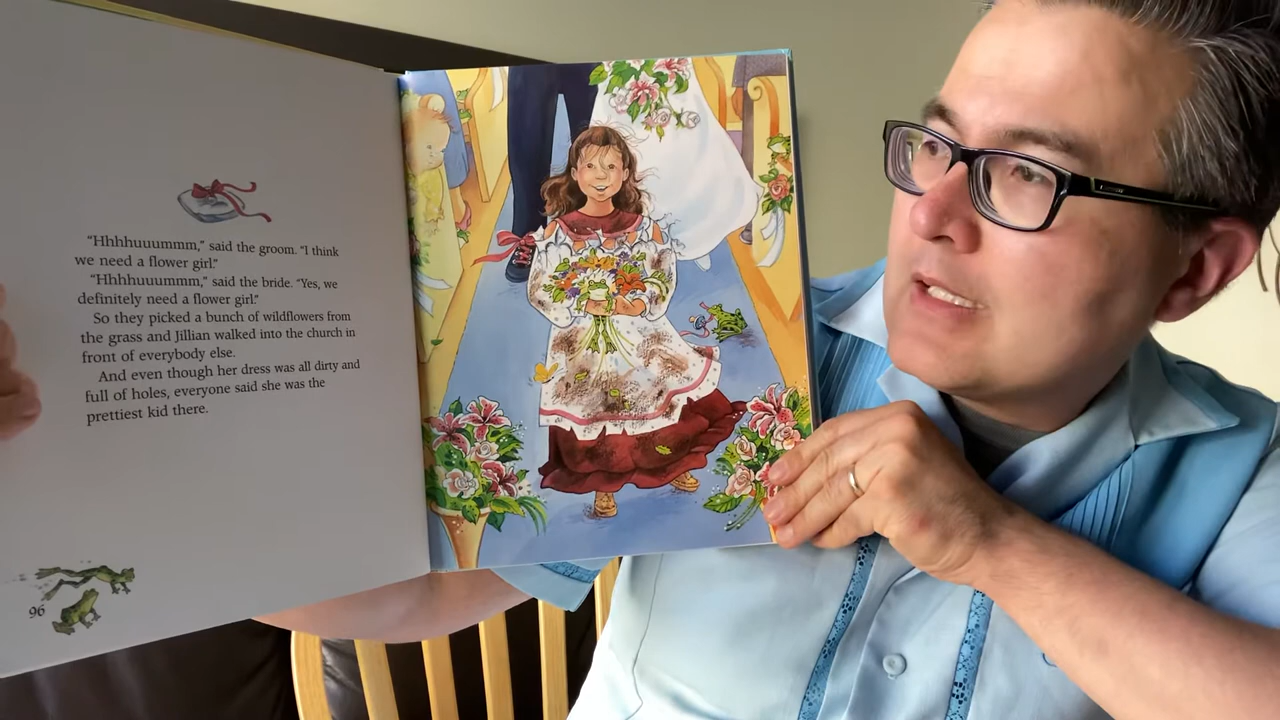 “Hhhhuuummm,” said the groom. “I think
we need a flower girl.”
“Hhhhuuummm,” said the bride. “Yes, we
definitely need a flower girl.”
So they picked a bunch of wildflowers from
the grass and Jillian walked into the church in
front of everybody else.
And even though her dress was all dirty and
full of holes, everyone said she was the
prettiest kid there.
96